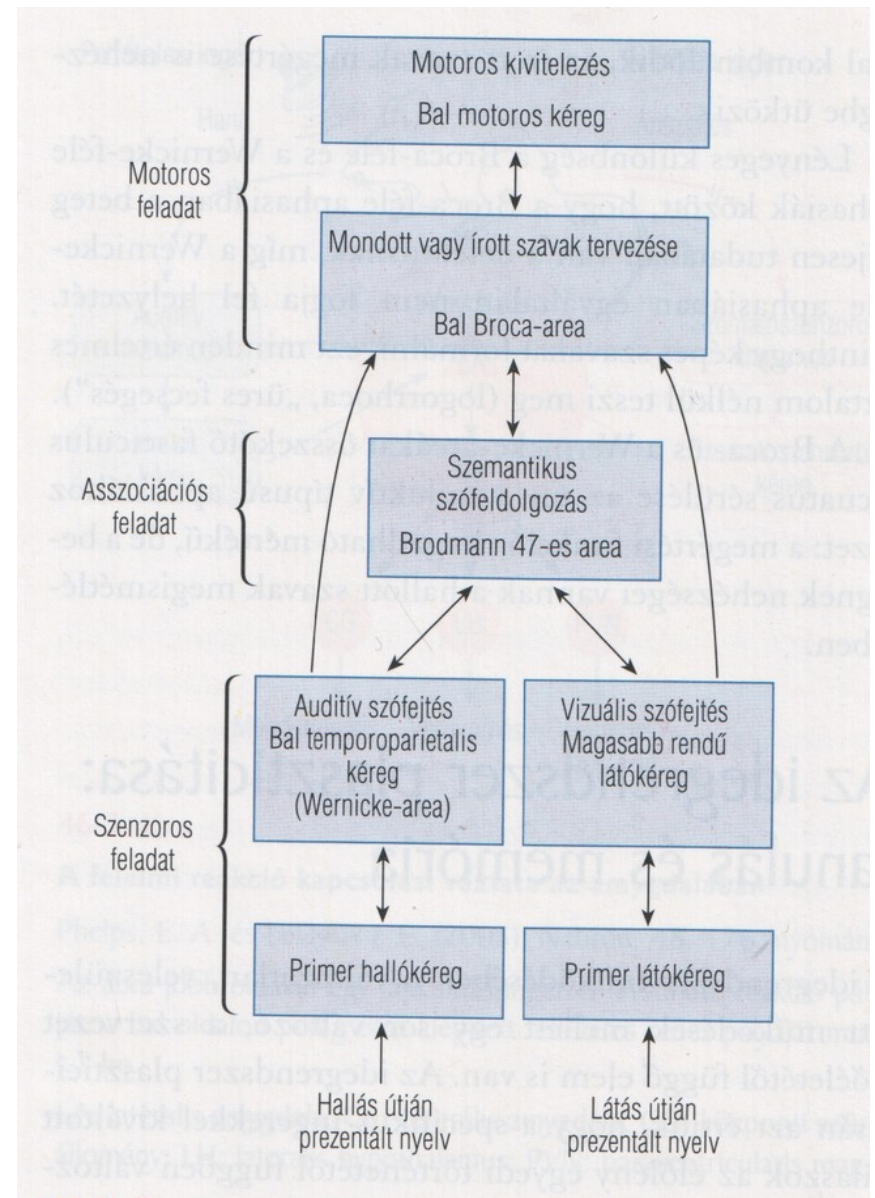 Motoros kivitelezés
Bal motoros kéreg
Motoros
feladat
Mondott vagy írott szavak tervezése
Bal Broca-area
Asszociációs
feladat
Szemantikus
szófeldolgozás
Brodmann 47-es area
Szenzoros
feladat
Auditív szófejtés
Bal temporoparietalis
kéreg
(Wernicke-area)
Vizuális szófejtés
Magasabb rendű
látókéreg
Primer hallókéreg
Primer látókéreg
Hallás útján
prezentált nyelv
Látás útján
prezentált nyelv